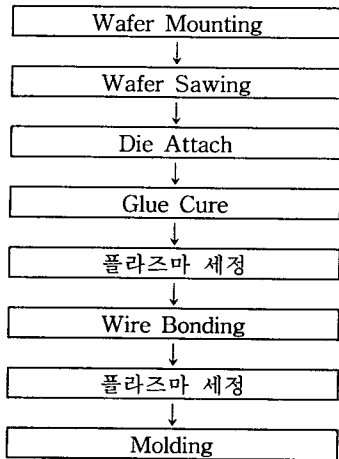 Wafer Mounting
Wafer Sawing
Die Attach
Glue Cure
플라즈마 세정
Wire Bonding
플라즈마 세정
Molding